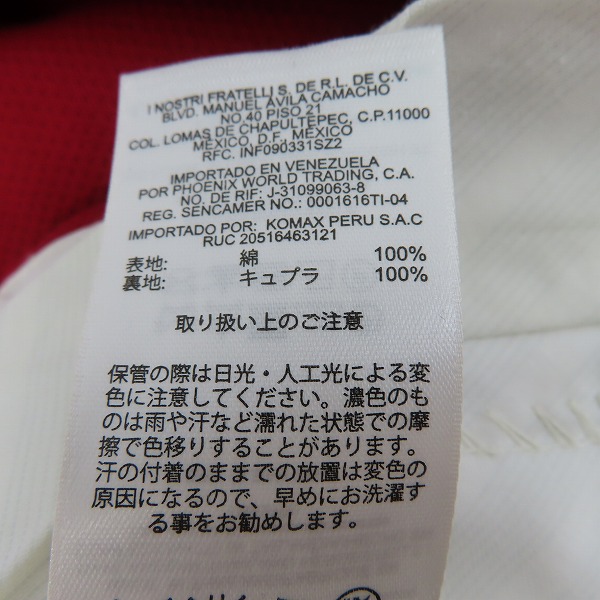 I NOSTRI FRATELLI S. DE R.L. DE C.V.
BLVD. MANUEL ÁVILA CAMACHO
NO.40 PISO 21
COL. LOMAS DE CHAPULTEPEC, C.P.11000
MÉXICO, D.F., MÉXICO
RFC. INF090331SZ2
IMPORTADO EN VENEZUELA
POR PHOENIX WORLD TRADING, C.A.
NO. DE RIF: J-31099063-8
REG. SENCAMER NO.: 0001616TI-04
IMPORTADO POR: KOMAX PERU S.A.C
RUC 20516463121
表地: 綿 100%
裏地: キュプラ 100%
取り扱い上のご注意
保管の際は日光・人工光による変
色に注意してください。濃色のも
のは雨や汗など濡れた状態での摩
擦で色移りすることがあります。
汗の付着のままでの放置は変色の
原因になるので、早めにお洗濯す
る事をお勧めします。